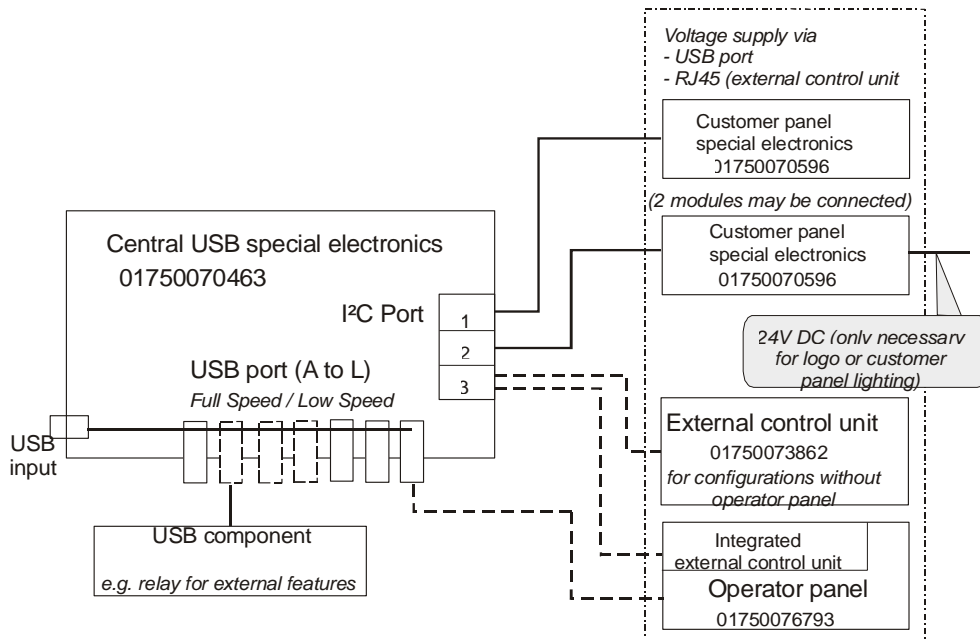 Voltage supply via
- USB port
- RJ45 (external control unit
Customer panel
special electronics
01750070596
(2 modules may be connected)
Customer panel
special electronics
01750070596
24V DC (only necessary
for logo or customer
panel lighting)
Central USB special electronics
01750070463
I²C Port
1
2
3
USB port (A to L)
Full Speed / Low Speed
USB
input
USB component
e.g. relay for external features
External control unit
01750073862
for configurations without
operator panel
Integrated
external control unit
Operator panel
01750076793